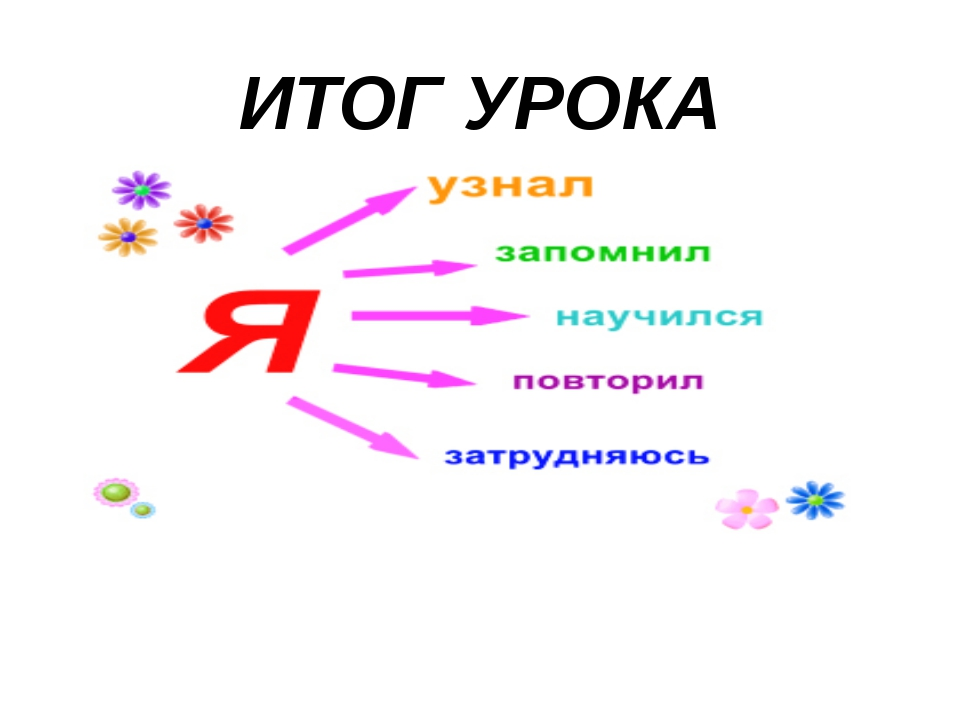 ИТОГ УРОКА
узнал
запомнил
Я
научился
повторил
затрудняюсь